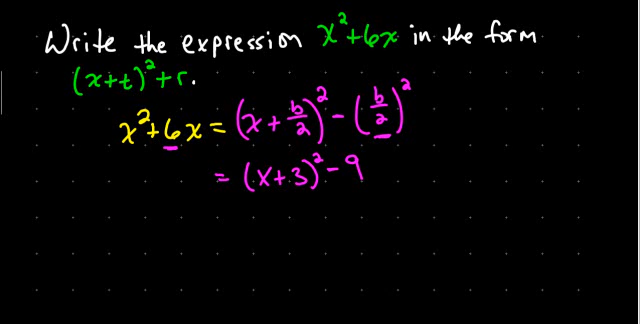 Write the expression x²+6x in the form
(x+t)²+r.
x²+6x = (x + b/2)² - (b/2)²
= (x+3)² - 9